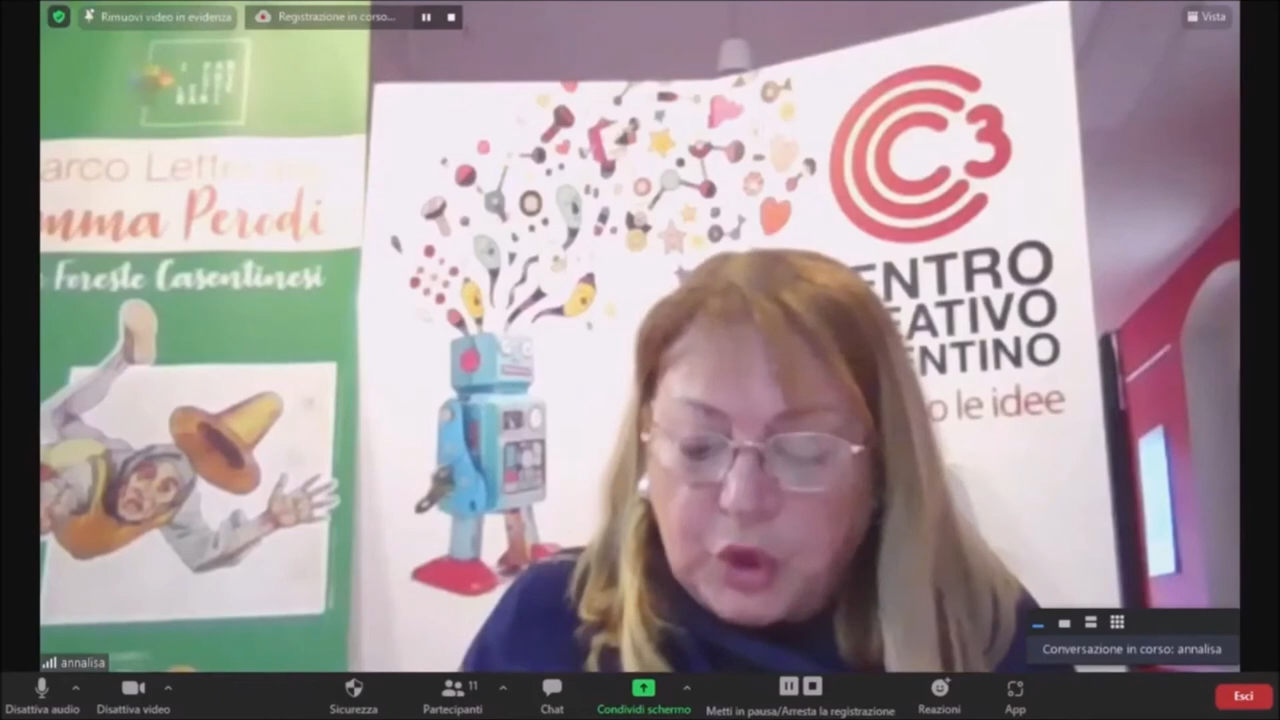 Rimuovi video in evidenza
Registrazione in corso...
Vista
arco Lette
mma Perodi
Foreste Casentinesi
C3
ENTRO
EATIVO
ENTINO
o le idee
annalisa
Conversazione in corso: annalisa
Disattiva audio
Disattiva video
Sicurezza
11
Partecipanti
Chat
Condividi schermo
Metti in pausa/Arresta la registrazione
Reazioni
App
Esci